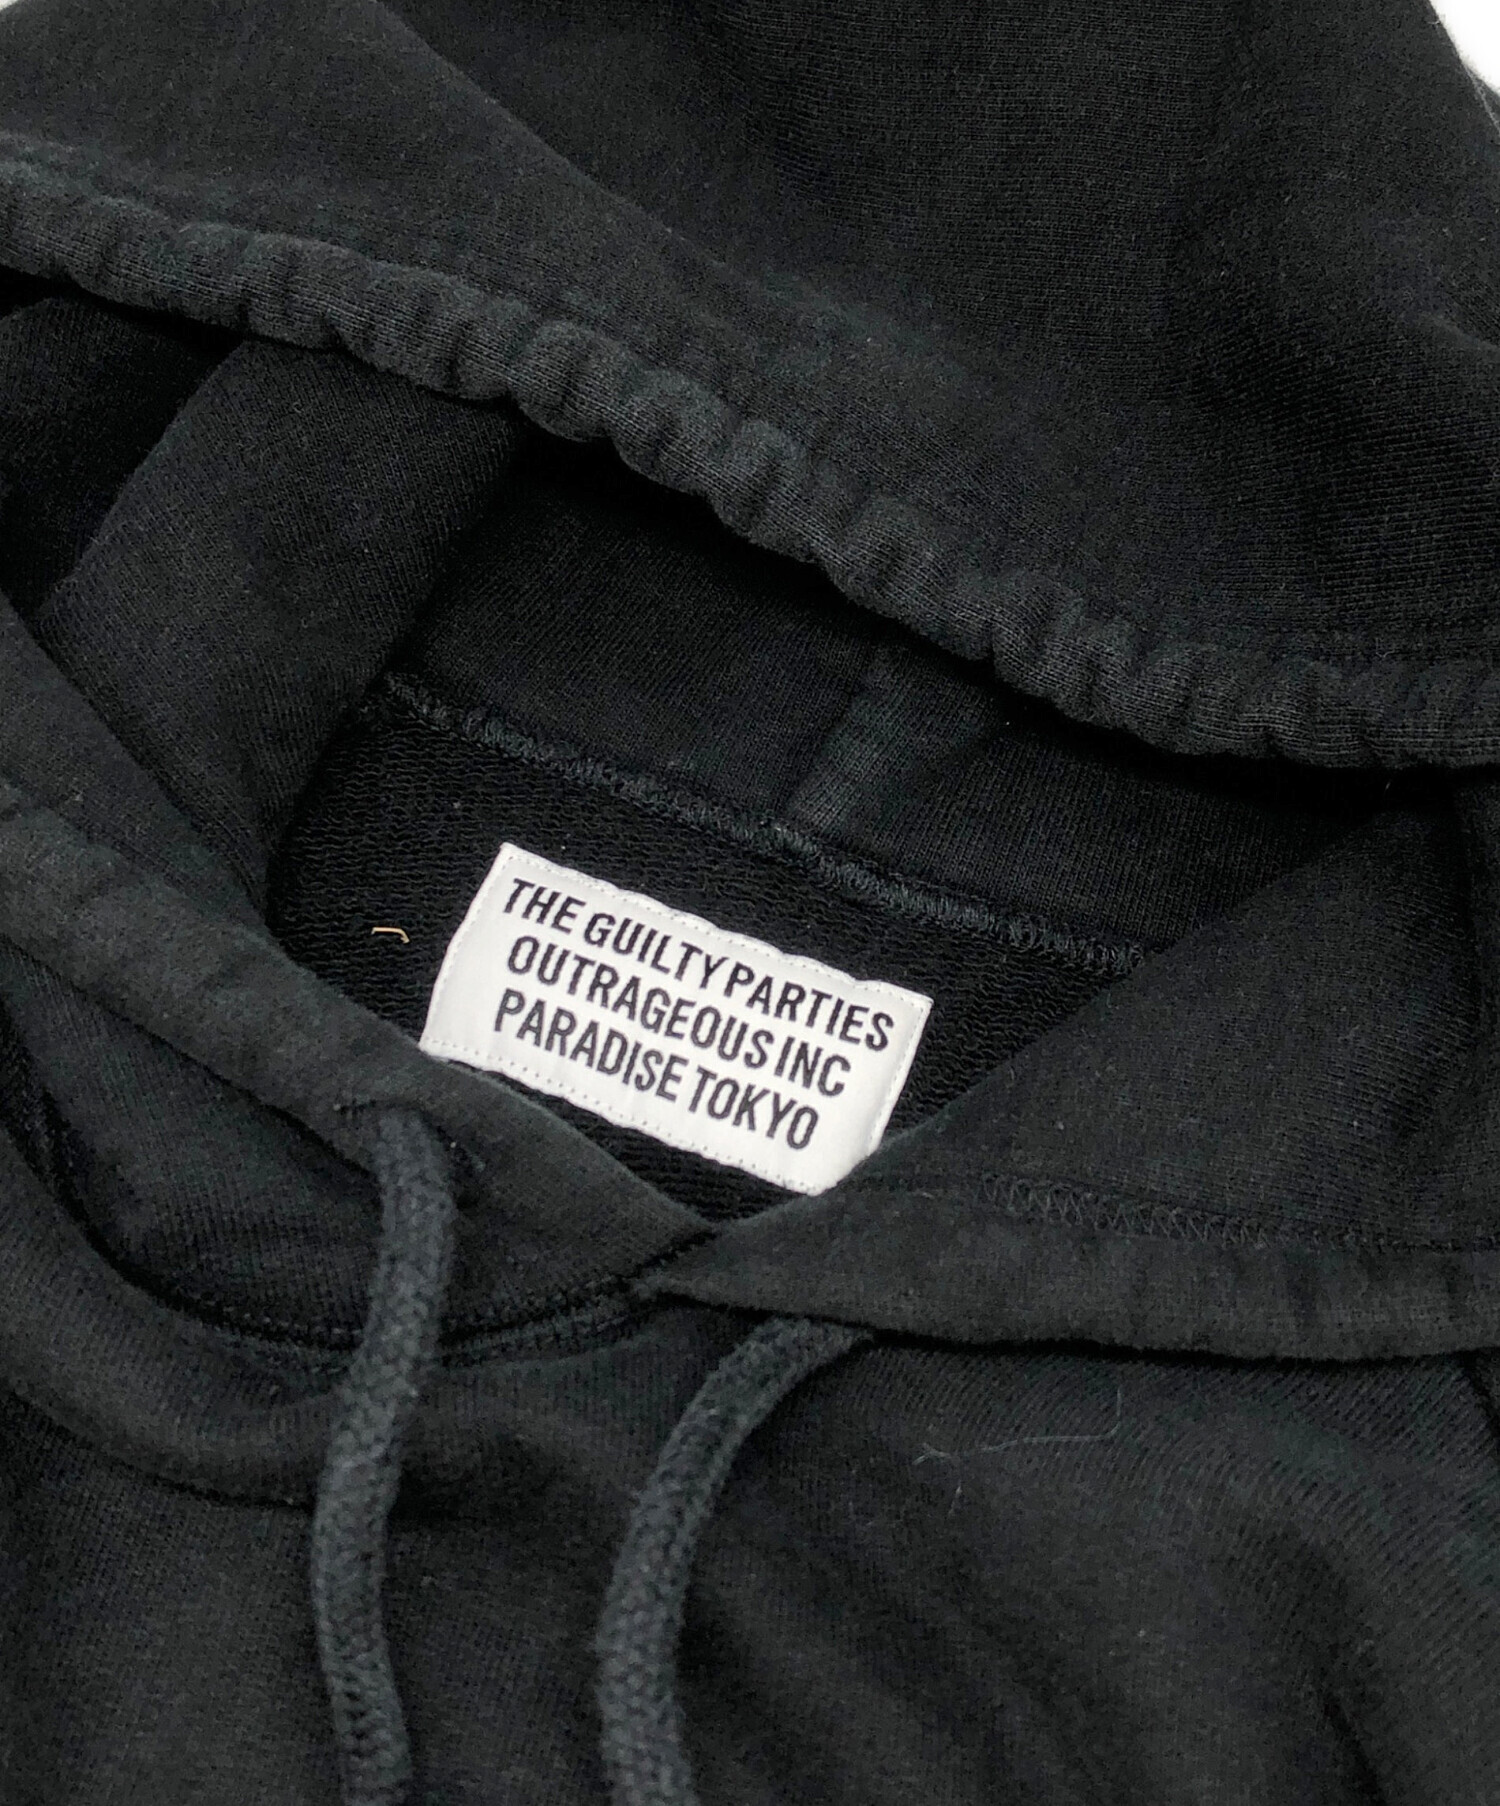 THE GUILTY PARTIES
OUTRAGEOUS INC
PARADISE TOKYO